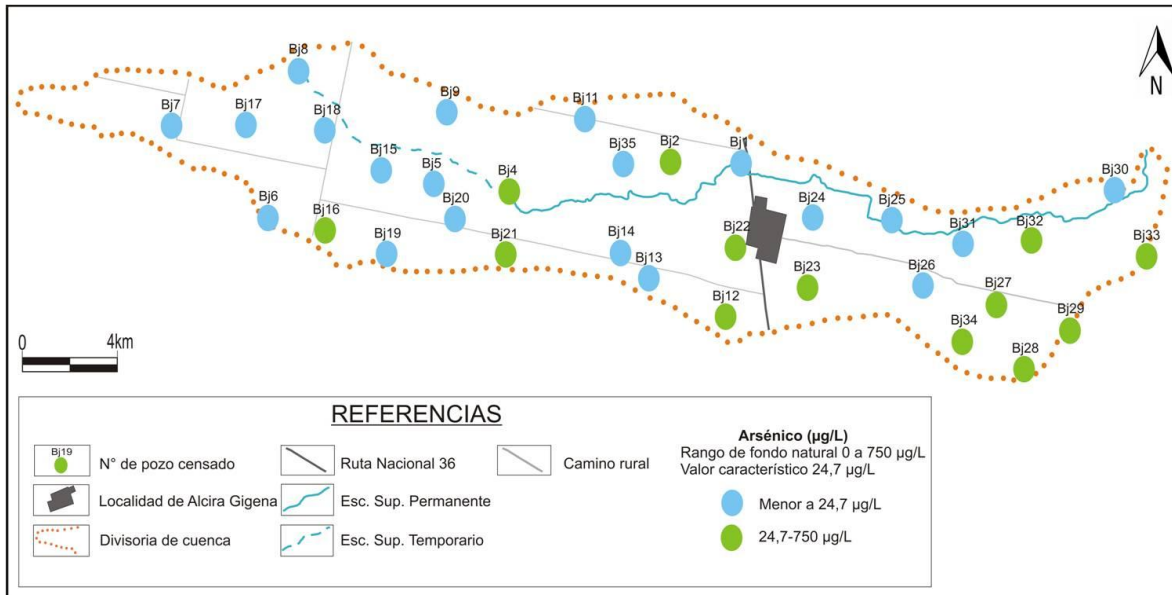 Bj8
Bj7
Bj17
Bj18
Bj9
Bj11
Bj15
Bj5
Bj4
Bj35
Bj2
Bj1
Bj6
Bj16
Bj20
Bj19
Bj21
Bj14
Bj13
Bj22
Bj24
Bj25
Bj30
Bj31
Bj32
Bj33
Bj12
Bj23
Bj26
Bj27
Bj29
Bj34
Bj28
N
0 4km
REFERENCIAS
Bj19
N° de pozo censado
Localidad de Alcira Gigena
Divisoria de cuenca
Ruta Nacional 36
Esc. Sup. Permanente
Esc. Sup. Temporario
Camino rural
Arsénico (µg/L)
Rango de fondo natural 0 a 750 µg/L
Valor característico 24,7 µg/L
Menor a 24,7 µg/L
24,7-750 µg/L